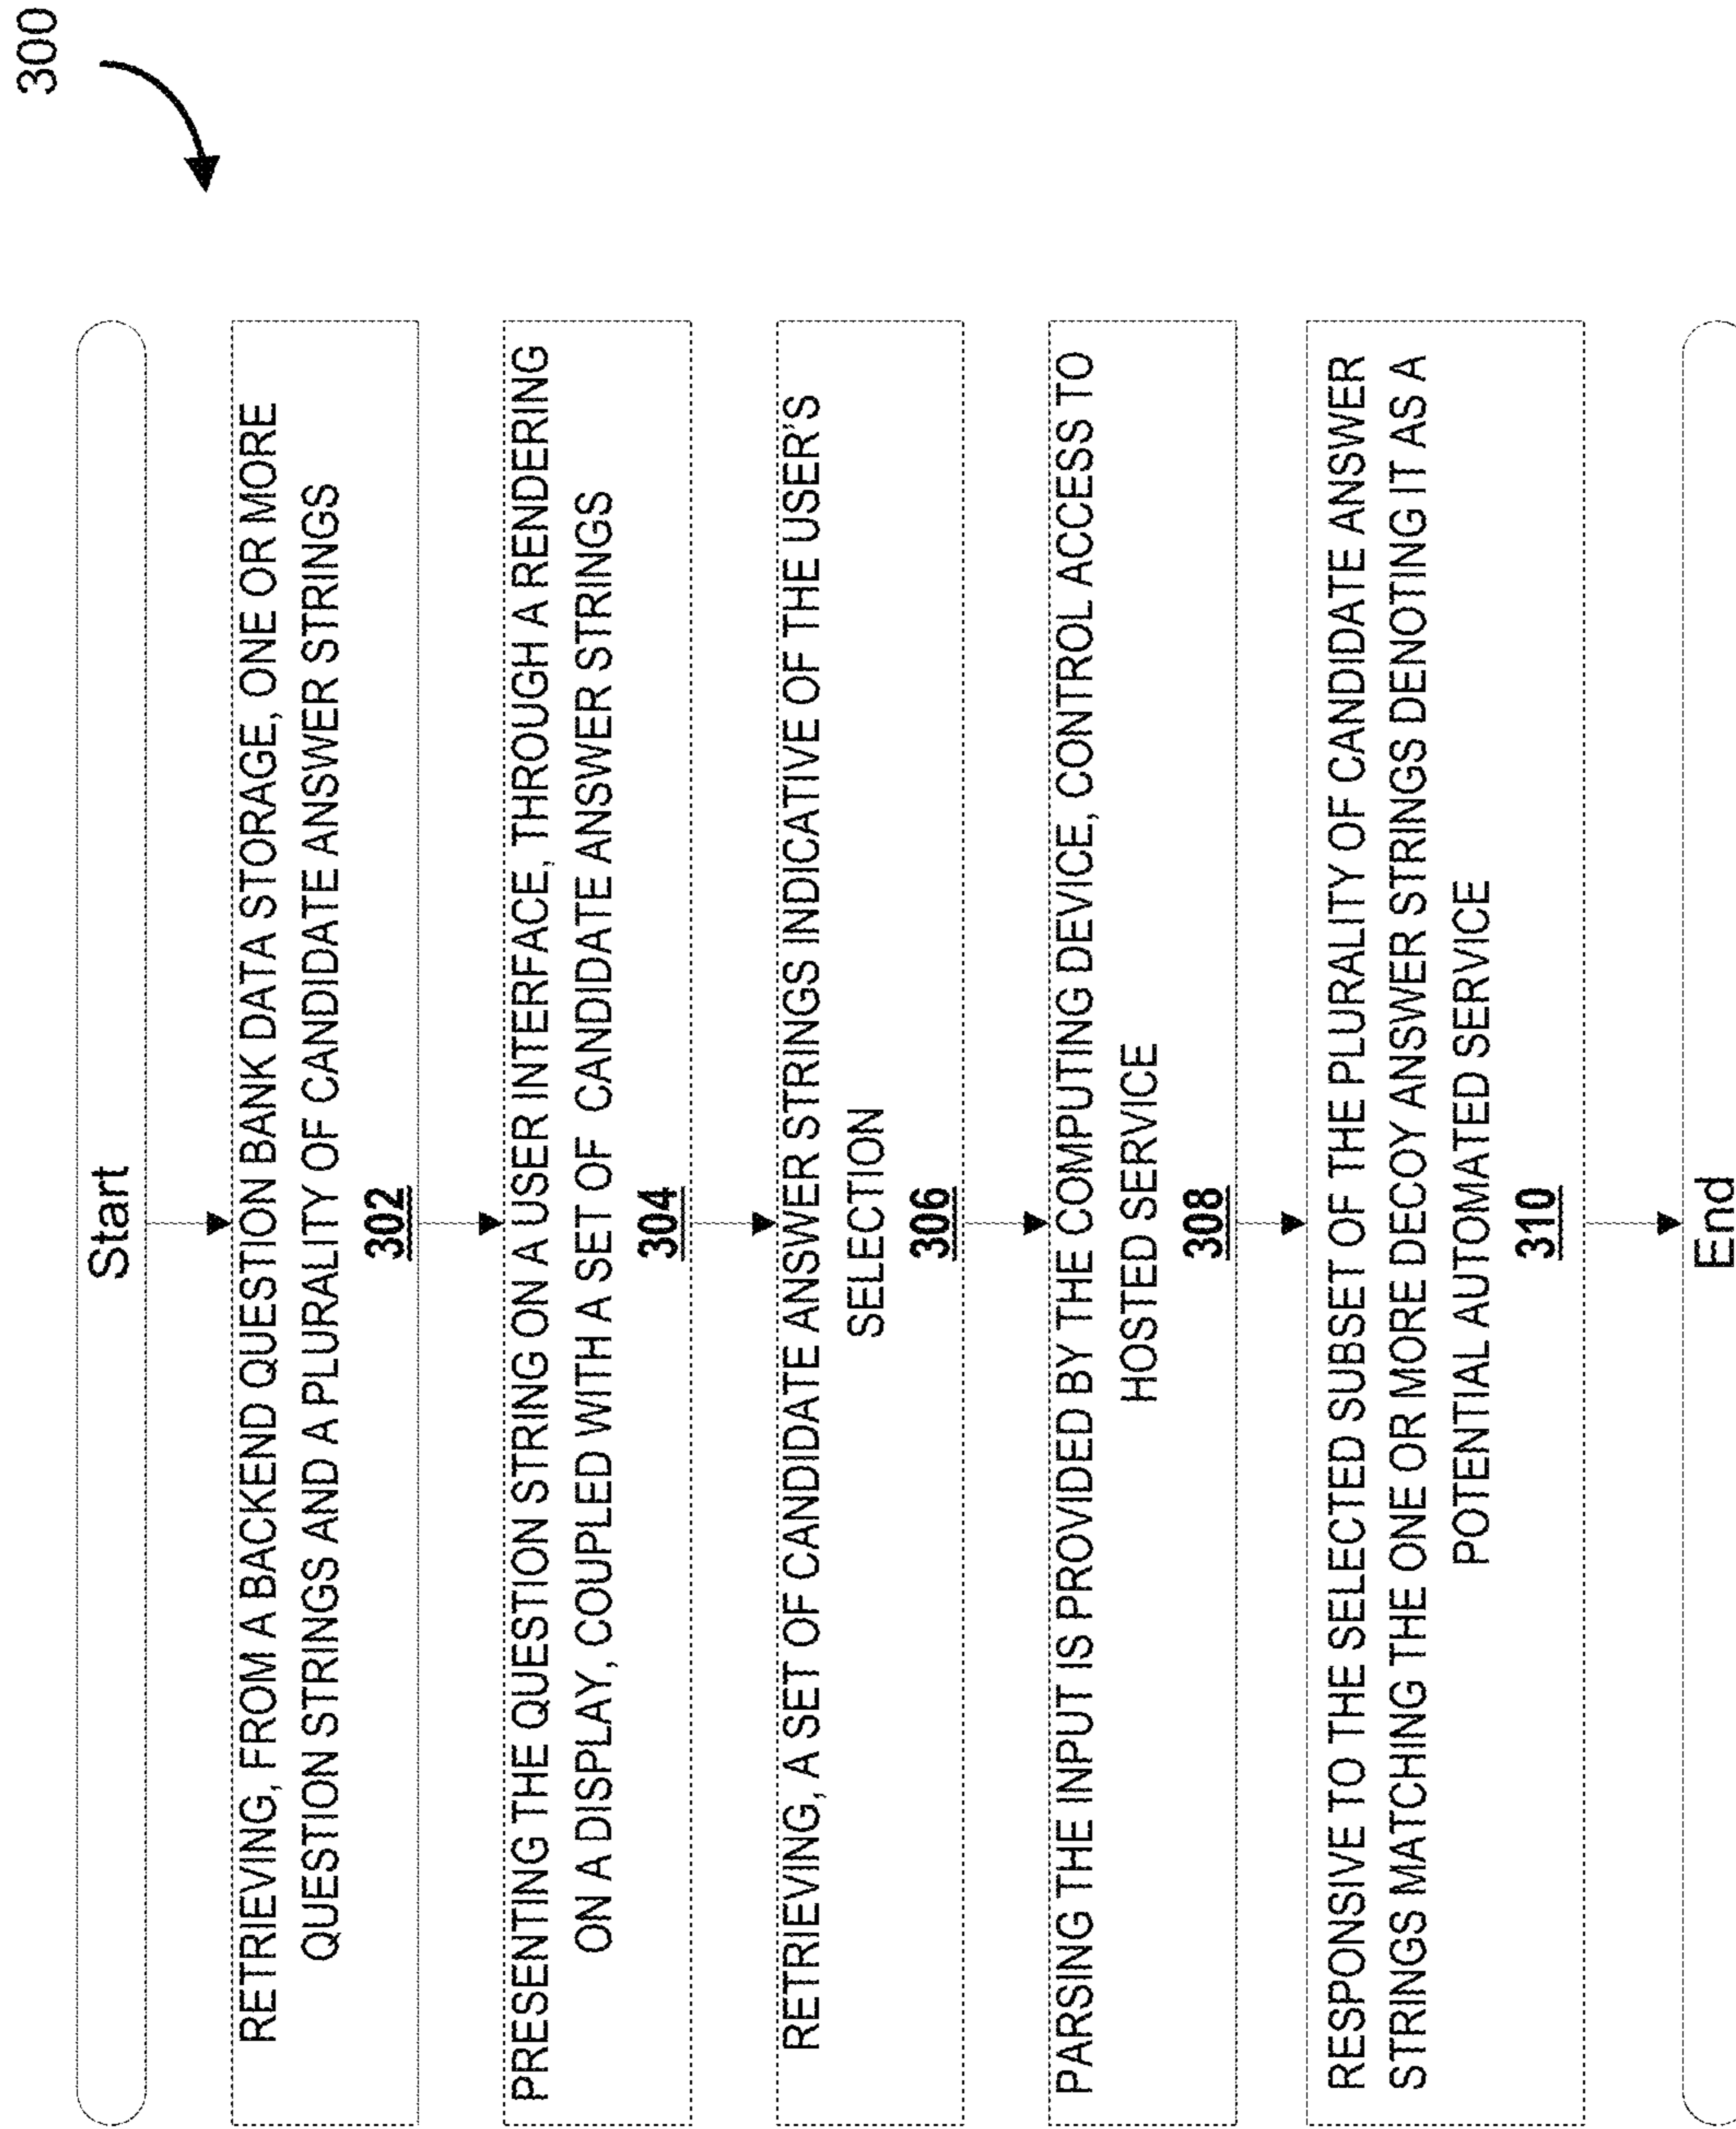 300
Start
RETRIEVING, FROM A BACKEND QUESTION BANK DATA STORAGE, ONE OR MORE
QUESTION STRINGS AND A PLURALITY OF CANDIDATE ANSWER STRINGS
302
PRESENTING THE QUESTION STRING ON A USER INTERFACE, THROUGH A RENDERING
ON A DISPLAY, COUPLED WITH A SET OF CANDIDATE ANSWER STRINGS
304
RETRIEVING, A SET OF CANDIDATE ANSWER STRINGS INDICATIVE OF THE USER'S
SELECTION
306
PARSING THE INPUT IS PROVIDED BY THE COMPUTING DEVICE, CONTROL ACCESS TO
HOSTED SERVICE
308
RESPONSIVE TO THE SELECTED SUBSET OF THE PLURALITY OF CANDIDATE ANSWER
STRINGS MATCHING THE ONE OR MORE DECOY ANSWER STRINGS DENOTING IT AS A
POTENTIAL AUTOMATED SERVICE
310
End